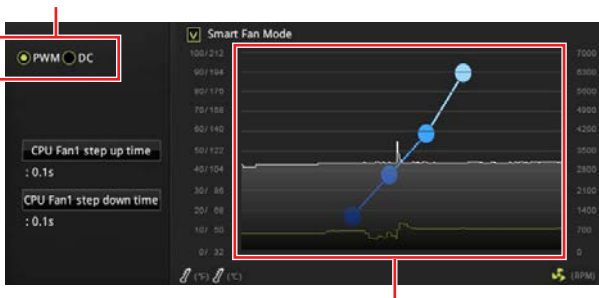 Smart Fan Mode
PWM DC
100/212 7000
90/194 6300
80/176 5600
70/158 4900
60/140 4200
CPU Fan1 step up time
50/122 3500
: 0.1s
40/104 2800
30/ 86 2100
CPU Fan1 step down time
20/ 68 1400
: 0.1s
10/ 50 700
0/ 32 0
(°F) (°C) (RPM)